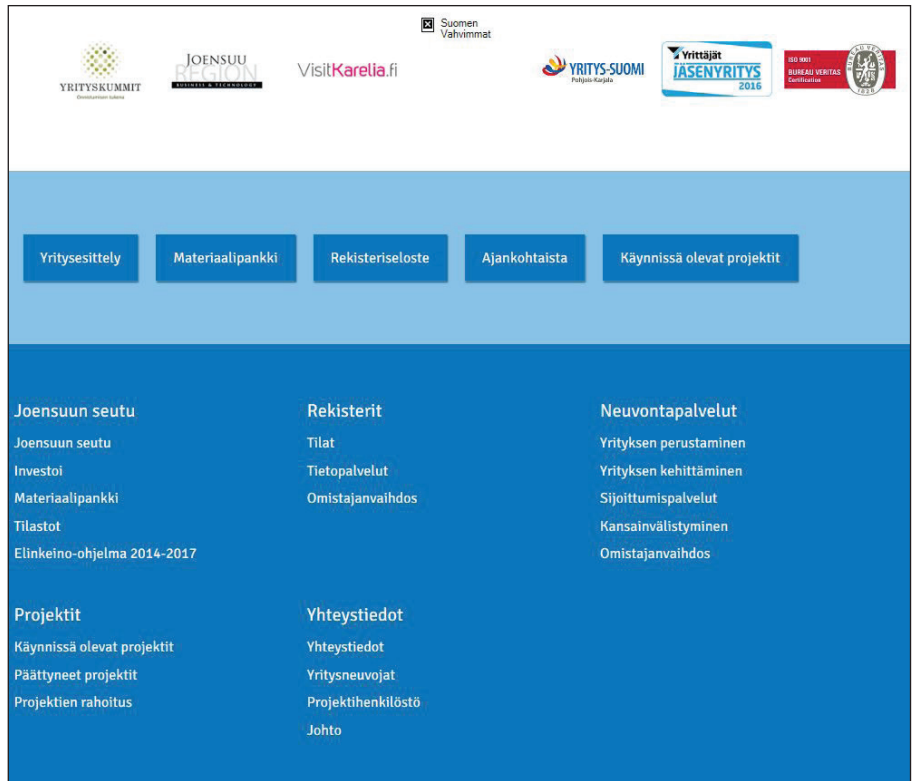 Suomen
Vahvimmat
YRITYSKUMMIT
JOENSUU
REGION
BUSINESS & TECHNOLOGY
VisitKarelia.fi
YRITYS-SUOMI
Pohjois-Karjala
Yrittäjät
JÄSENYRITYS
2016
ISO 9001
BUREAU VERITAS
Certification
BUREAU VERITAS
1828
Yritysesittely
Materiaalipankki
Rekisteriseloste
Ajankohtaista
Käynnissä olevat projektit
Joensuun seutu
Joensuun seutu
Investoi
Materiaalipankki
Tilastot
Elinkeino-ohjelma 2014-2017
Rekisterit
Tilat
Tietopalvelut
Omistajanvaihdos
Neuvontapalvelut
Yrityksen perustaminen
Yrityksen kehittäminen
Sijoittumispalvelut
Kansainvälistyminen
Omistajanvaihdos
Projektit
Käynnissä olevat projektit
Päättyneet projektit
Projektien rahoitus
Yhteystiedot
Yhteystiedot
Yritysneuvojat
Projektihenkilöstö
Johto